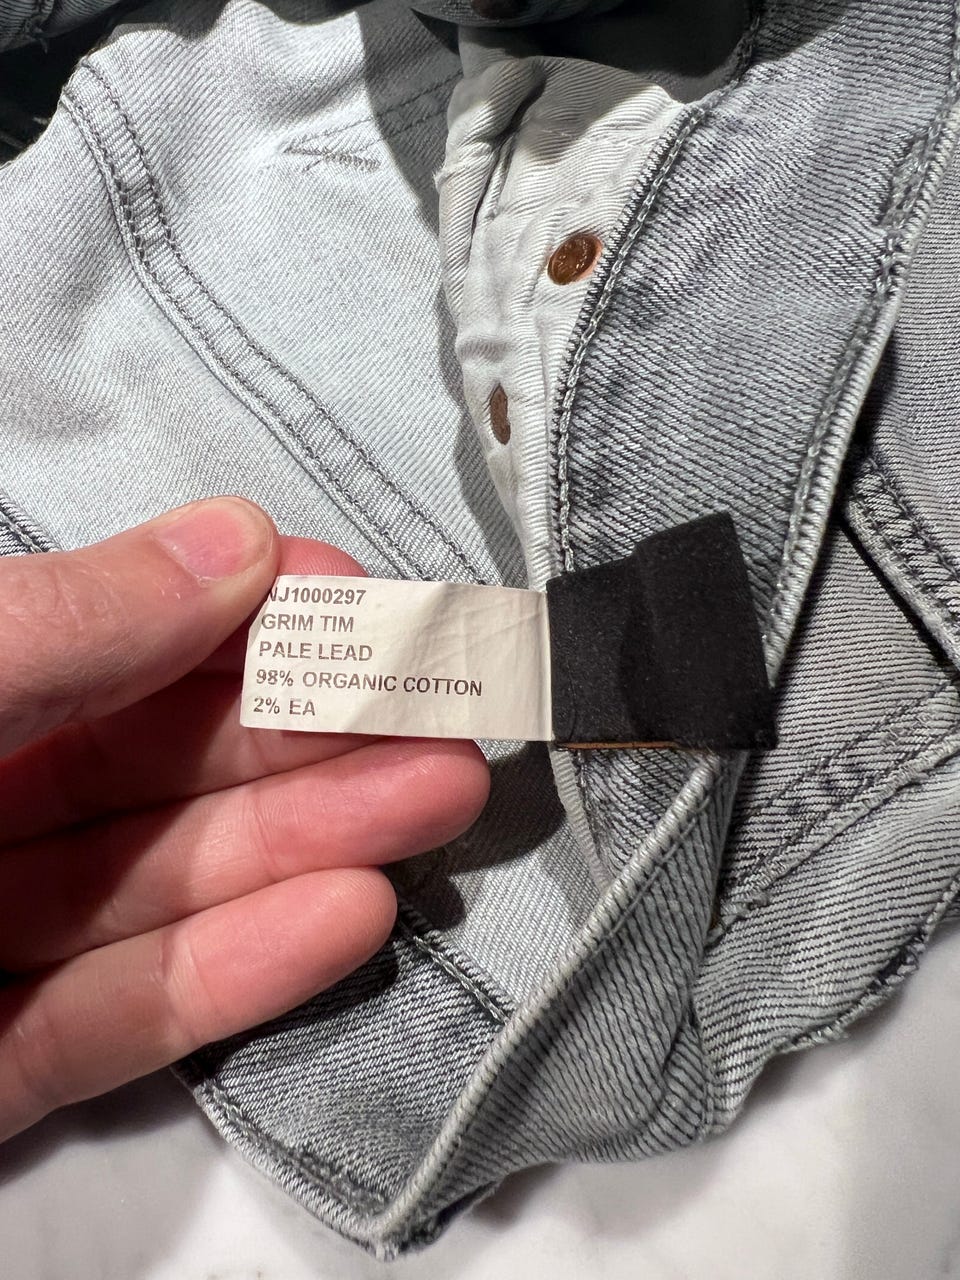 NJ1000297
GRIM TIM
PALE LEAD
98% ORGANIC COTTON
2% EA